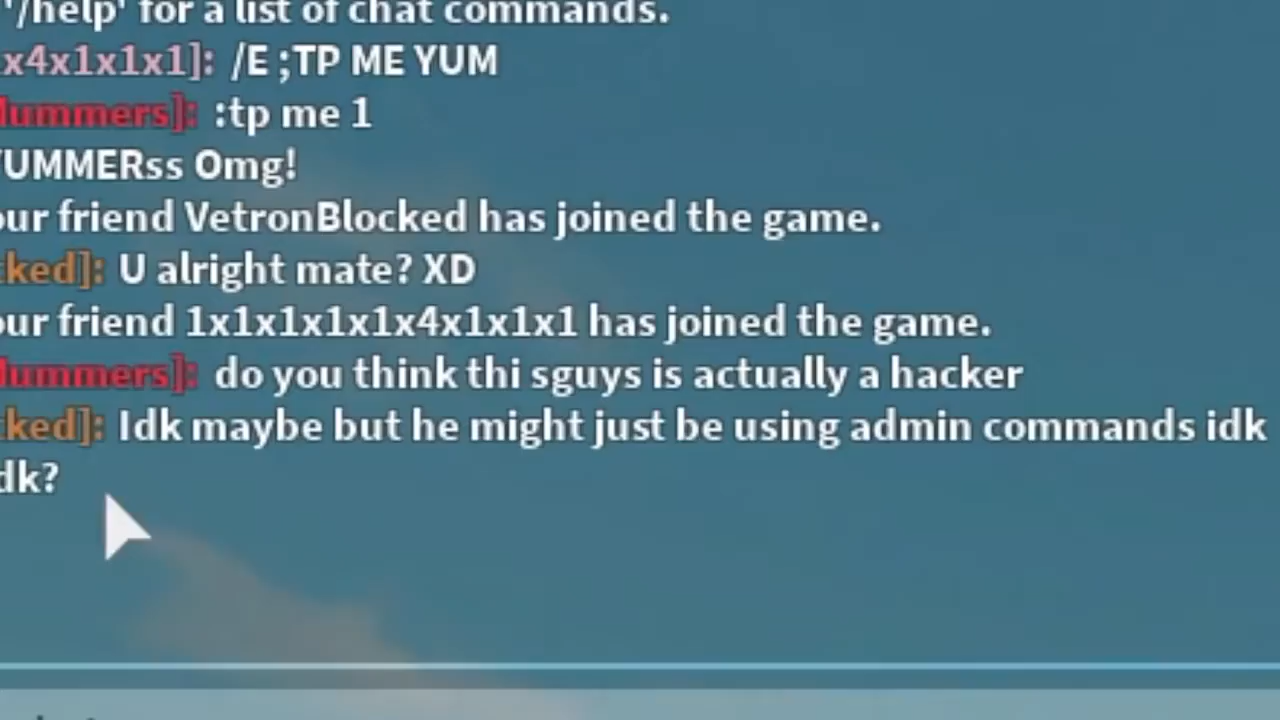 '/help' for a list of chat commands.
x4x1x1x1]: /E ;TP ME YUM
ummers]: :tp me 1
YUMMERss Omg!
our friend VetronBlocked has joined the game.
cked]: U alright mate? XD
our friend 1x1x1x1x1x4x1x1x1 has joined the game.
ummers]: do you think thi sguys is actually a hacker
cked]: Idk maybe but he might just be using admin commands idk
dk?